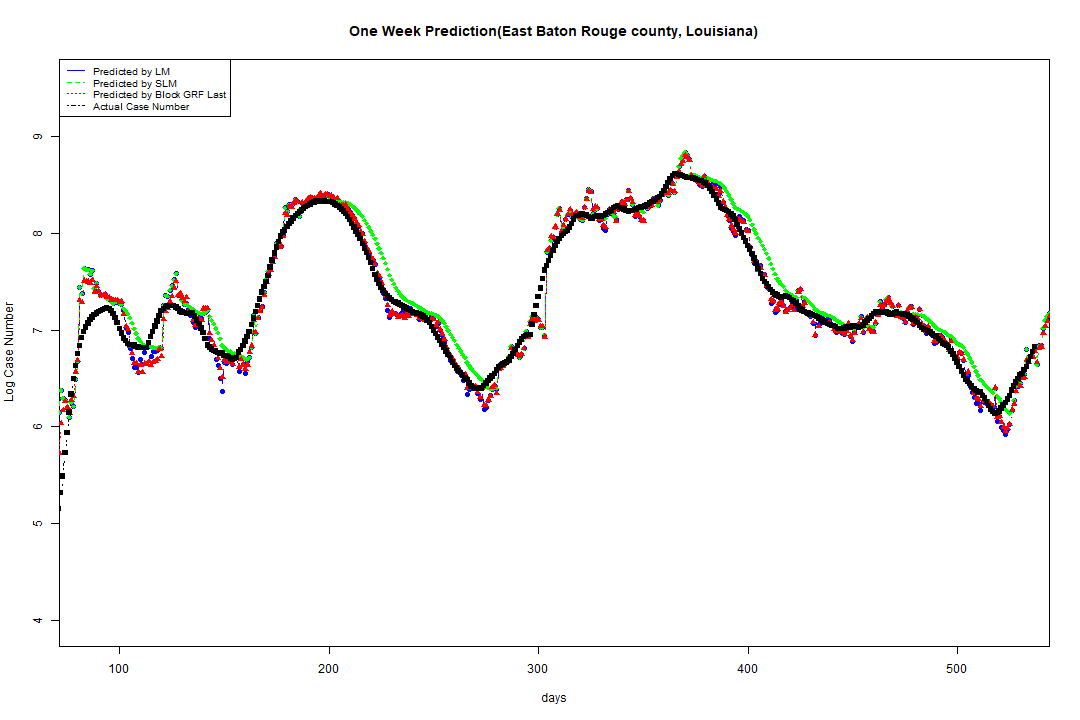 One Week Prediction(East Baton Rouge county, Louisiana)
Predicted by LM
Predicted by SLM
Predicted by Block GRF Last
Actual Case Number
9
8
7
6
5
4
Log Case Number
100 200 300 400 500
days